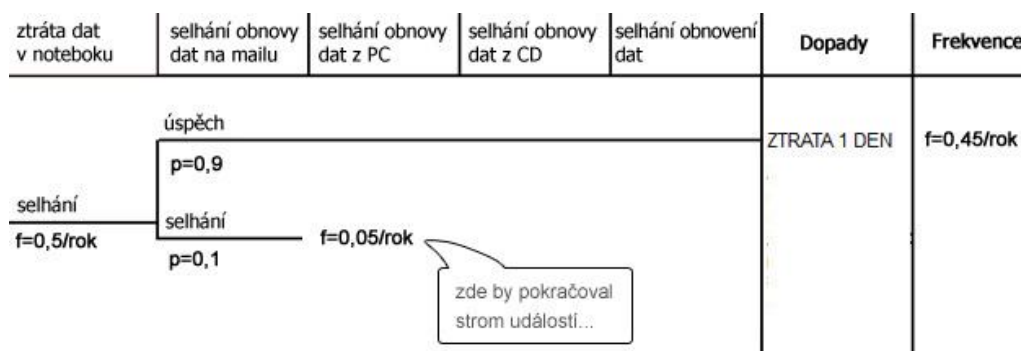 ztráta dat
v noteboku
selhání obnovy
dat na mailu
selhání obnovy
dat z PC
selhání obnovy
dat z CD
selhání obnovení
dat
Dopady
Frekvence
úspěch
p=0,9
ZTRATA 1 DEN
f=0,45/rok
selhání
f=0,5/rok
selhání
p=0,1
f=0,05/rok
zde by pokračoval
strom událostí...